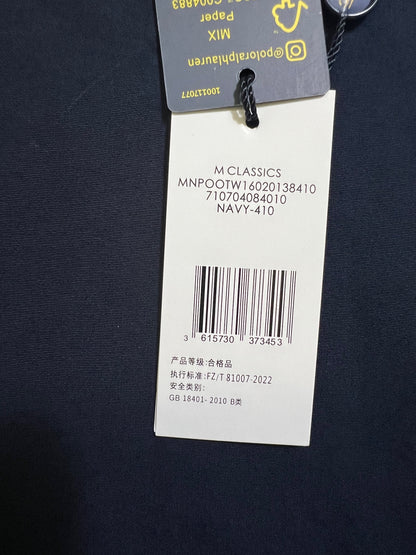 C004883
MIX
Paper
@poloralphlauren
100117077
M CLASSICS
MNPOOTW16020138410
710704084010
NAVY-410
3 615730 373453
产品等级:合格品
执行标准:FZ/T 81007-2022
安全类别:
GB 18401- 2010 B类